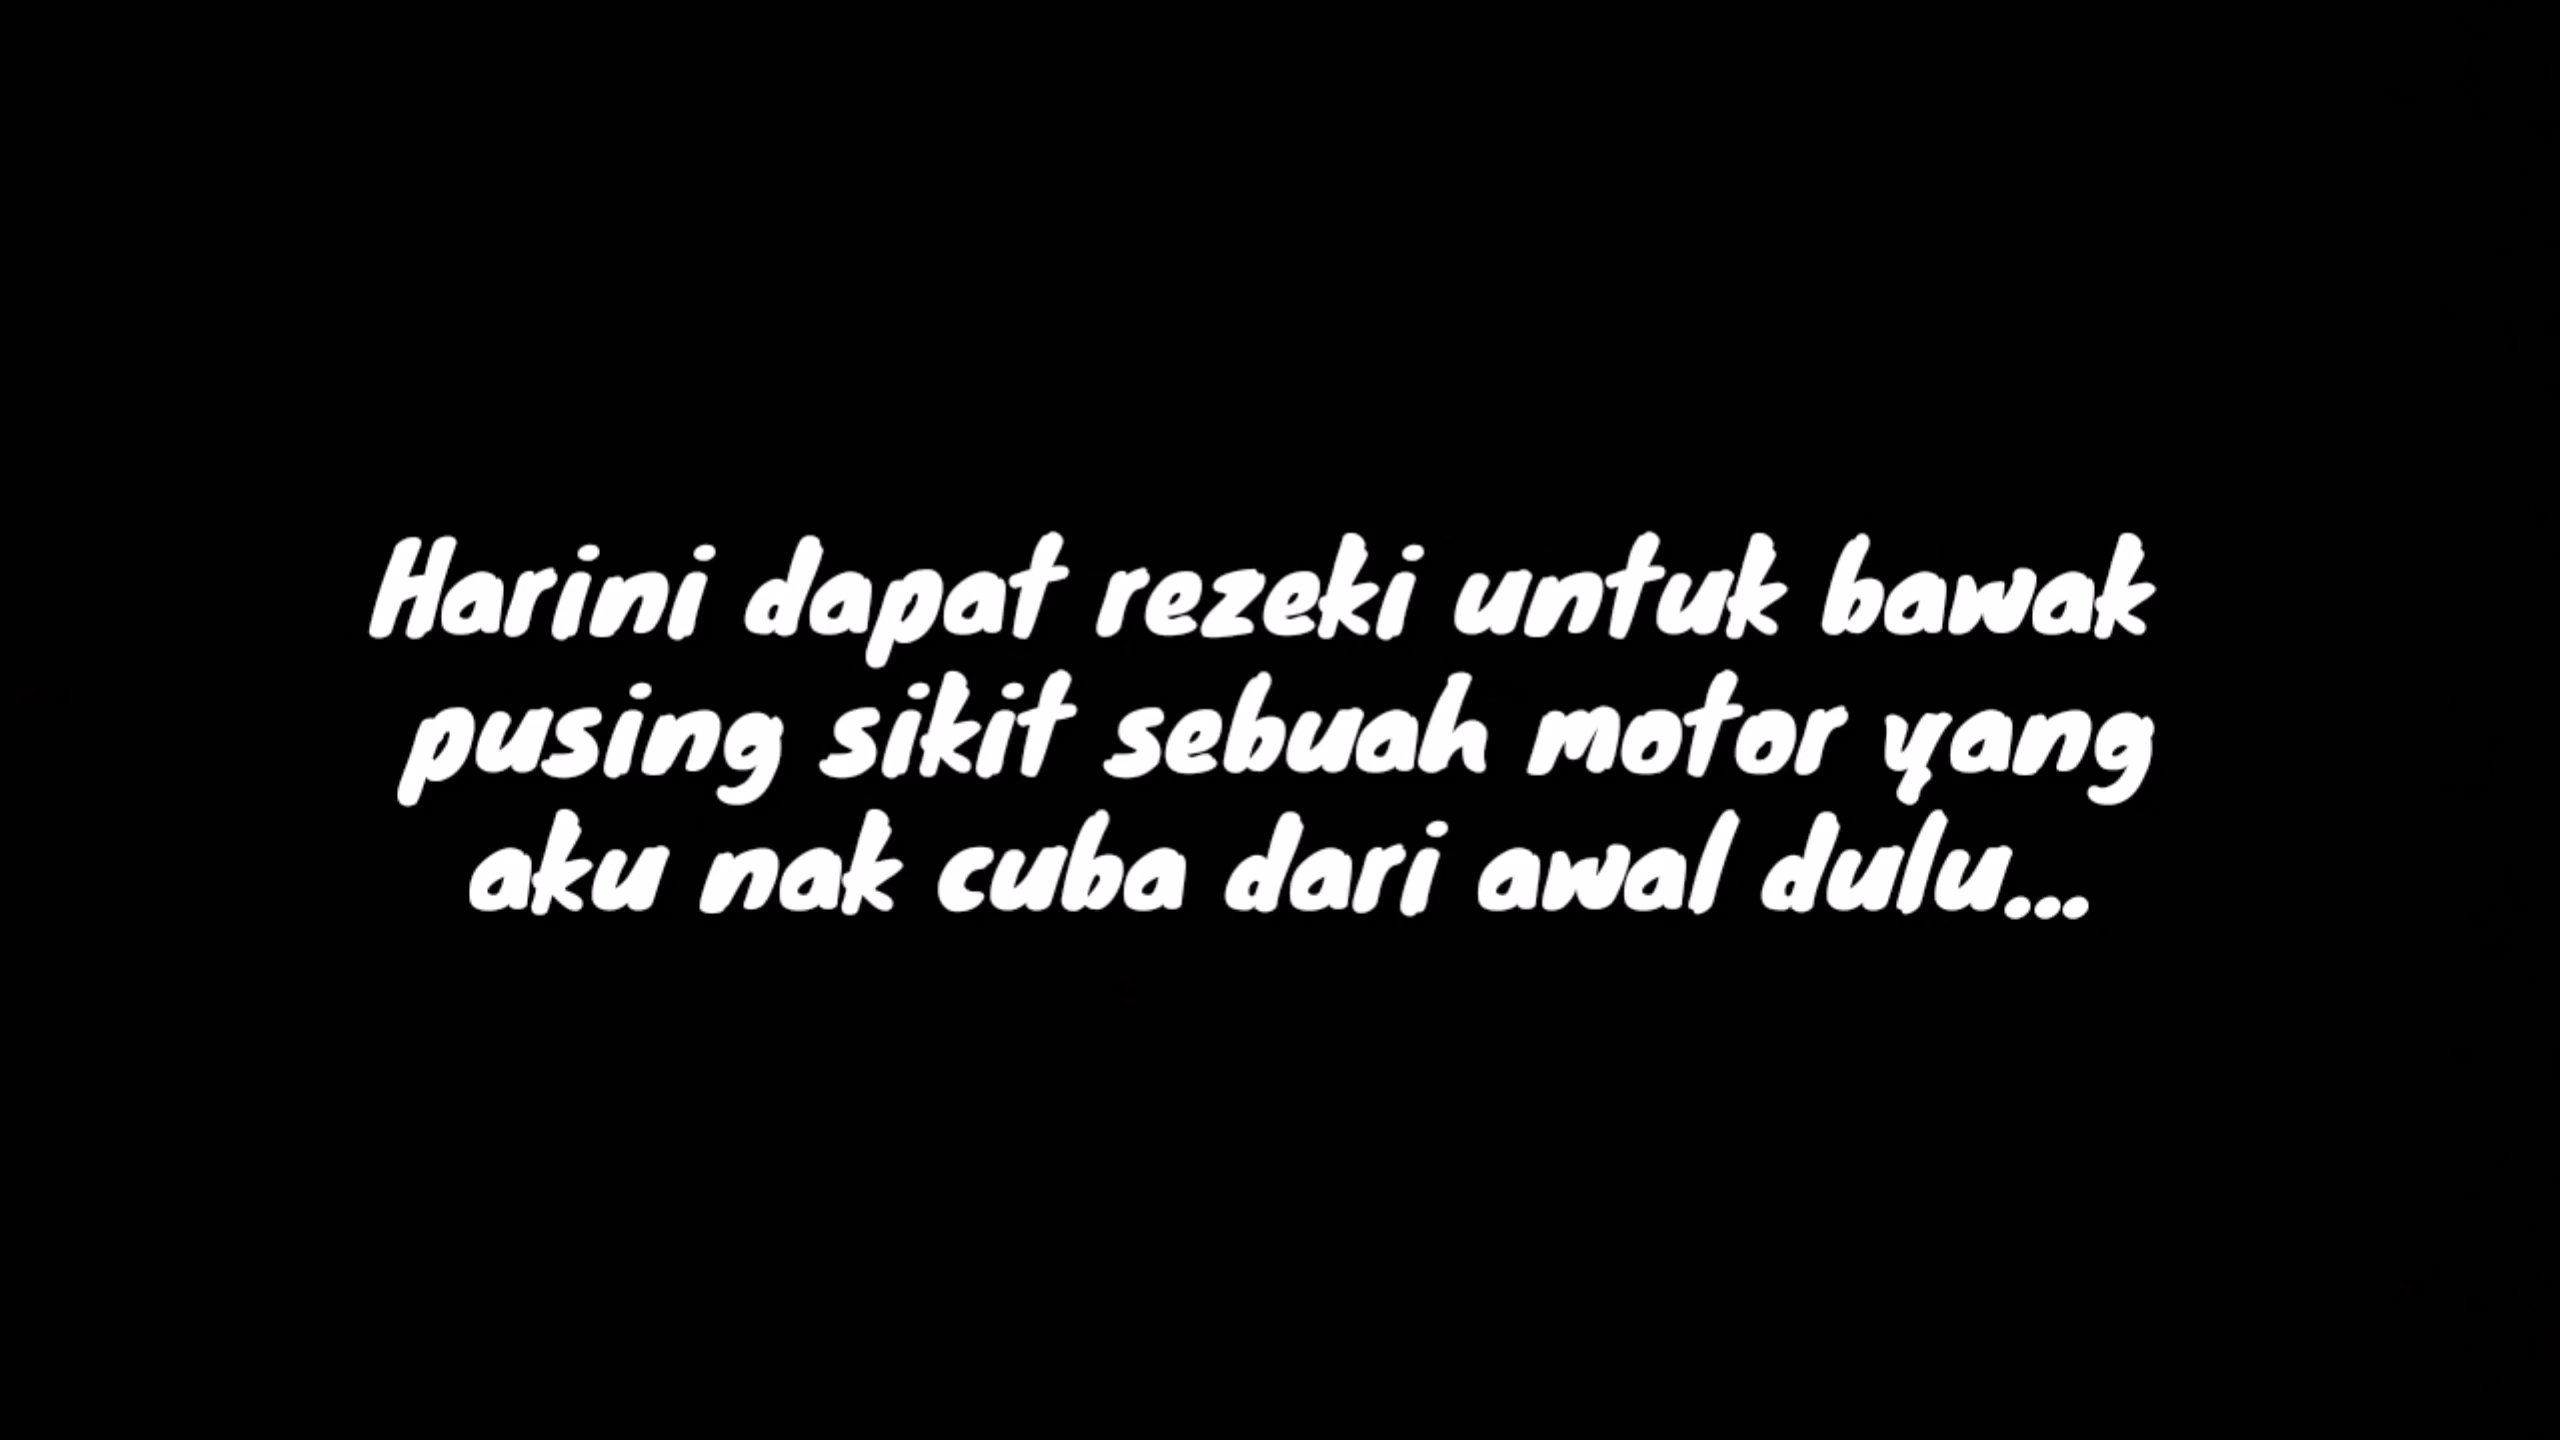 Harini dapat rezeki untuk bawak
pusing sikit sebuah motor yang
aku nak cuba dari awal dulu...